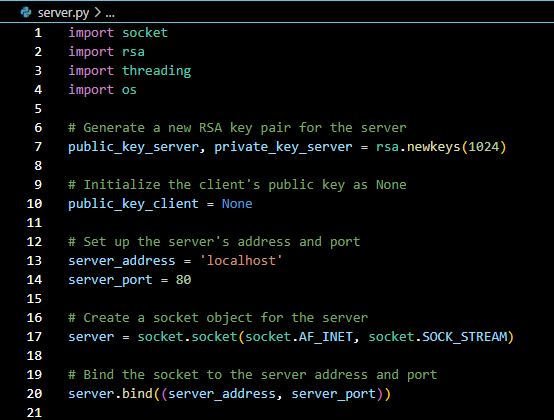 server.py > ...
1 import socket
2 import rsa
3 import threading
4 import os
5
6 # Generate a new RSA key pair for the server
7 public_key_server, private_key_server = rsa.newkeys(1024)
8
9 # Initialize the client's public key as None
10 public_key_client = None
11
12 # Set up the server's address and port
13 server_address = 'localhost'
14 server_port = 80
15
16 # Create a socket object for the server
17 server = socket.socket(socket.AF_INET, socket.SOCK_STREAM)
18
19 # Bind the socket to the server address and port
20 server.bind((server_address, server_port))
21